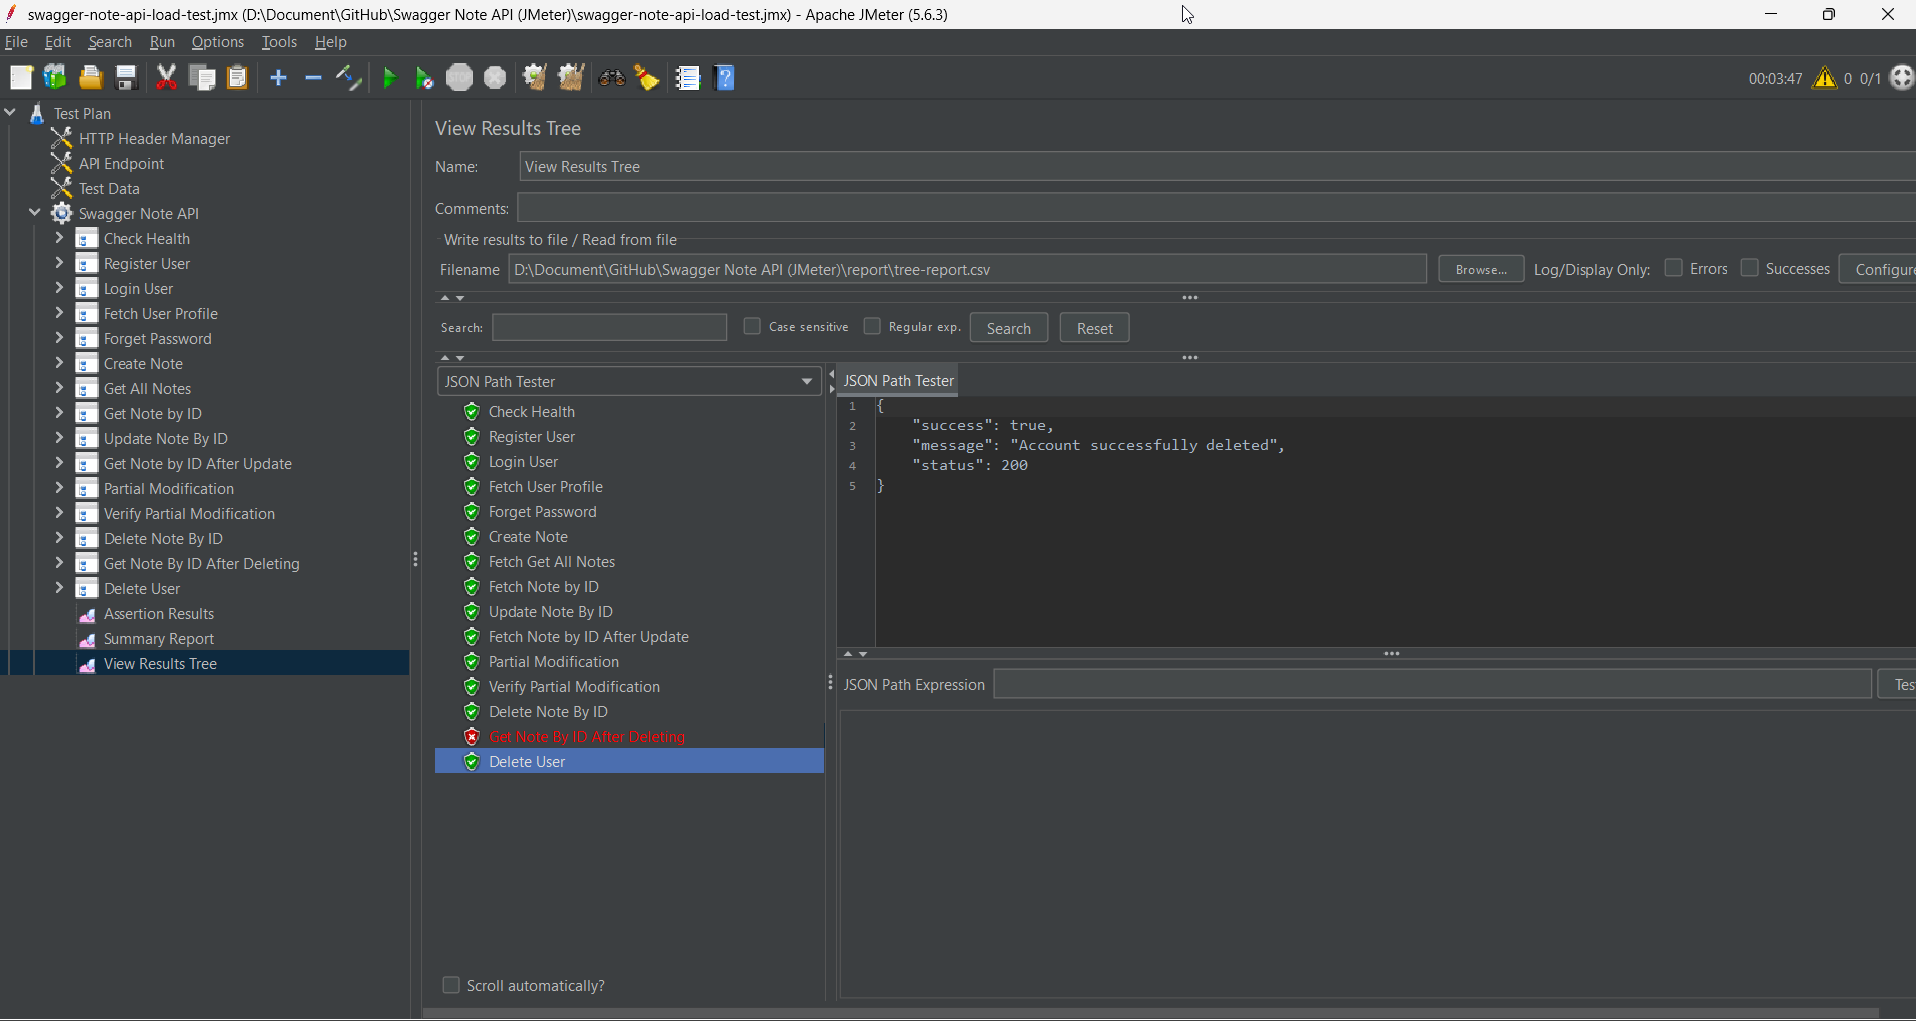 swagger-note-api-load-test.jmx (D:\Document\GitHub\Swagger Note API (JMeter)\swagger-note-api-load-test.jmx) - Apache JMeter (5.6.3)
File Edit Search Run Options Tools Help
STOP
00:03:47 0 0/1
Test Plan
HTTP Header Manager
API Endpoint
Test Data
Swagger Note API
Check Health
Register User
Login User
Fetch User Profile
Forget Password
Create Note
Get All Notes
Get Note by ID
Update Note By ID
Get Note by ID After Update
Partial Modification
Verify Partial Modification
Delete Note By ID
Get Note By ID After Deleting
Delete User
Assertion Results
Summary Report
View Results Tree
View Results Tree
Name: View Results Tree
Comments:
Write results to file / Read from file
Filename D:\Document\GitHub\Swagger Note API (JMeter)\report\tree-report.csv Browse... Log/Display Only: Errors Successes Configure
Search: Case sensitive Regular exp. Search Reset
JSON Path Tester
Check Health
Register User
Login User
Fetch User Profile
Forget Password
Create Note
Fetch Get All Notes
Fetch Note by ID
Update Note By ID
Fetch Note by ID After Update
Partial Modification
Verify Partial Modification
Delete Note By ID
Get Note By ID After Deleting
Delete User
Scroll automatically?
JSON Path Tester
1 {
2 "success": true,
3 "message": "Account successfully deleted",
4 "status": 200
5 }
JSON Path Expression Tes